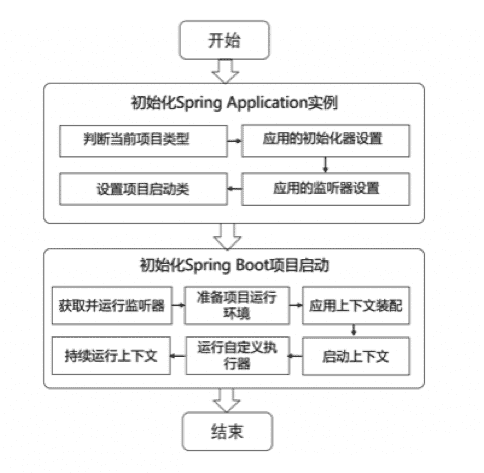 开始
初始化Spring Application实例
判断当前项目类型
应用的初始化器设置
设置项目启动类
应用的监听器设置
初始化Spring Boot项目启动
获取并运行监听器
准备项目运行
环境
应用上下文装配
持续运行上下文
运行自定义执
行器
启动上下文
结束